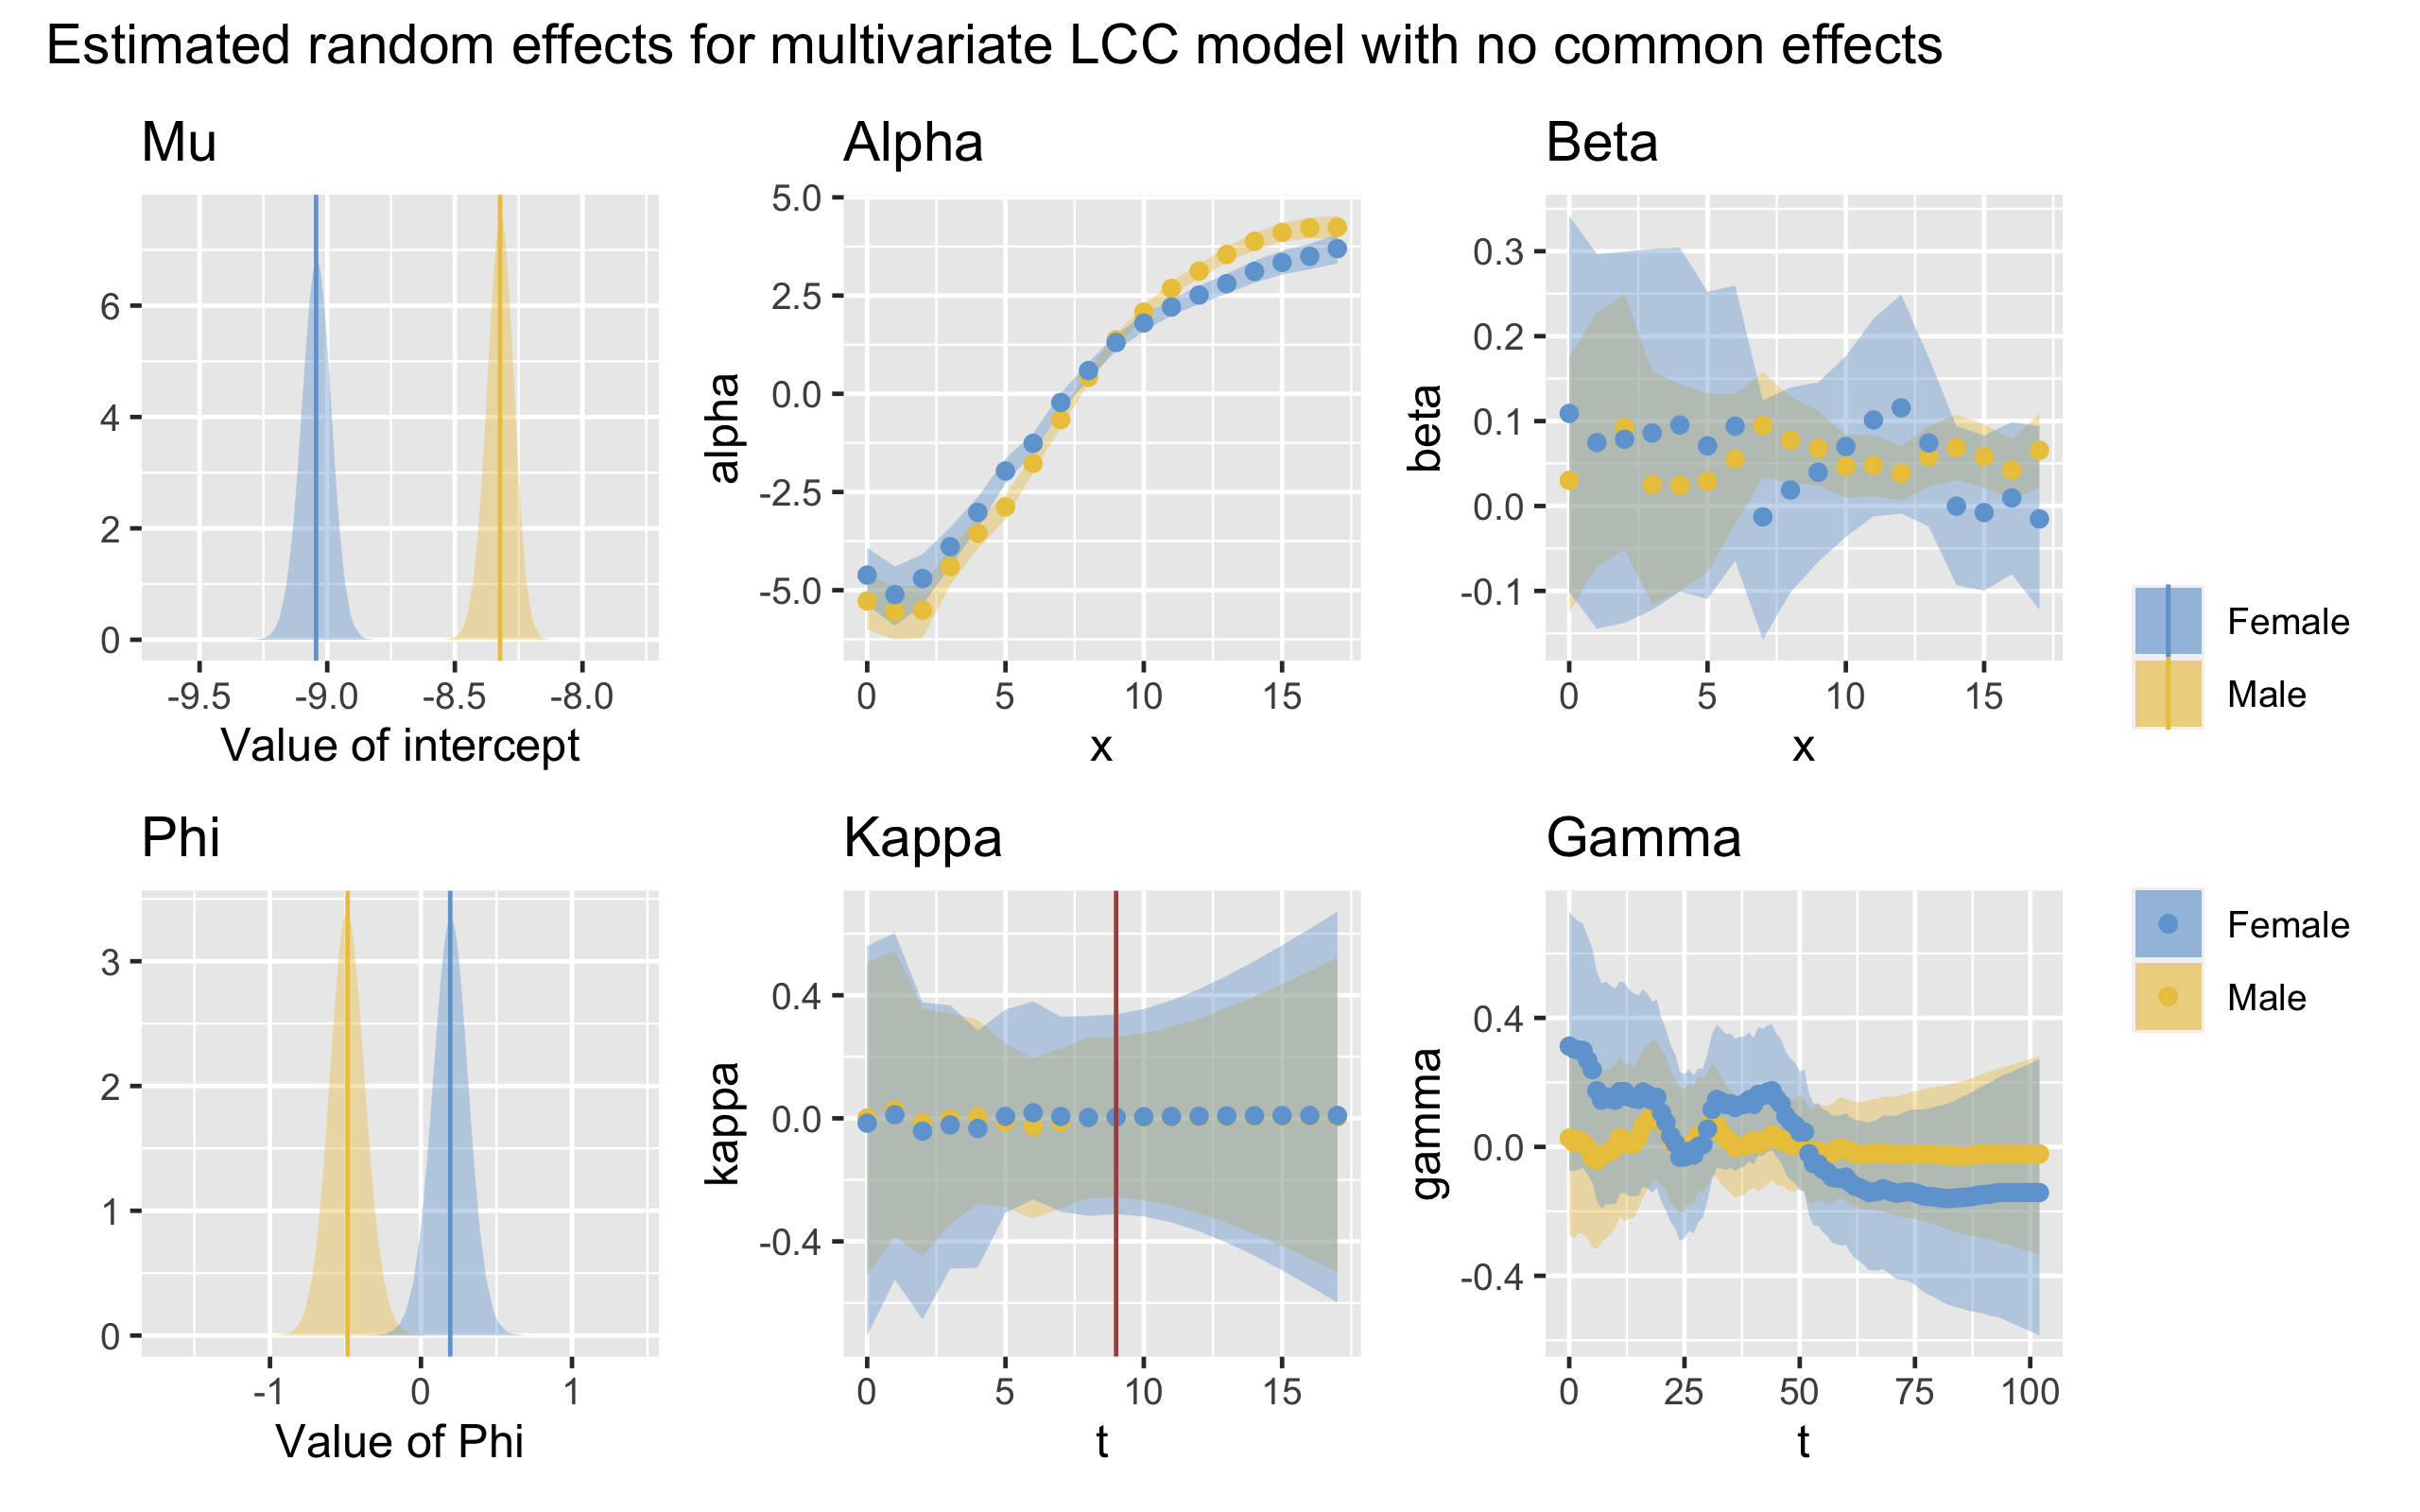 Estimated random effects for multivariate LCC model with no common effects
Mu
6
4
2
0
-9.5 -9.0 -8.5 -8.0
Value of intercept
Alpha
alpha
5.0
2.5
0.0
-2.5
-5.0
0 5 10 15
x
Beta
beta
0.3
0.2
0.1
0.0
-0.1
0 5 10 15
x
Female
Male
Phi
3
2
1
0
-1 0 1
Value of Phi
Kappa
kappa
0.4
0.0
-0.4
0 5 10 15
t
Gamma
gamma
0.4
0.0
-0.4
0 25 50 75 100
t
Female
Male